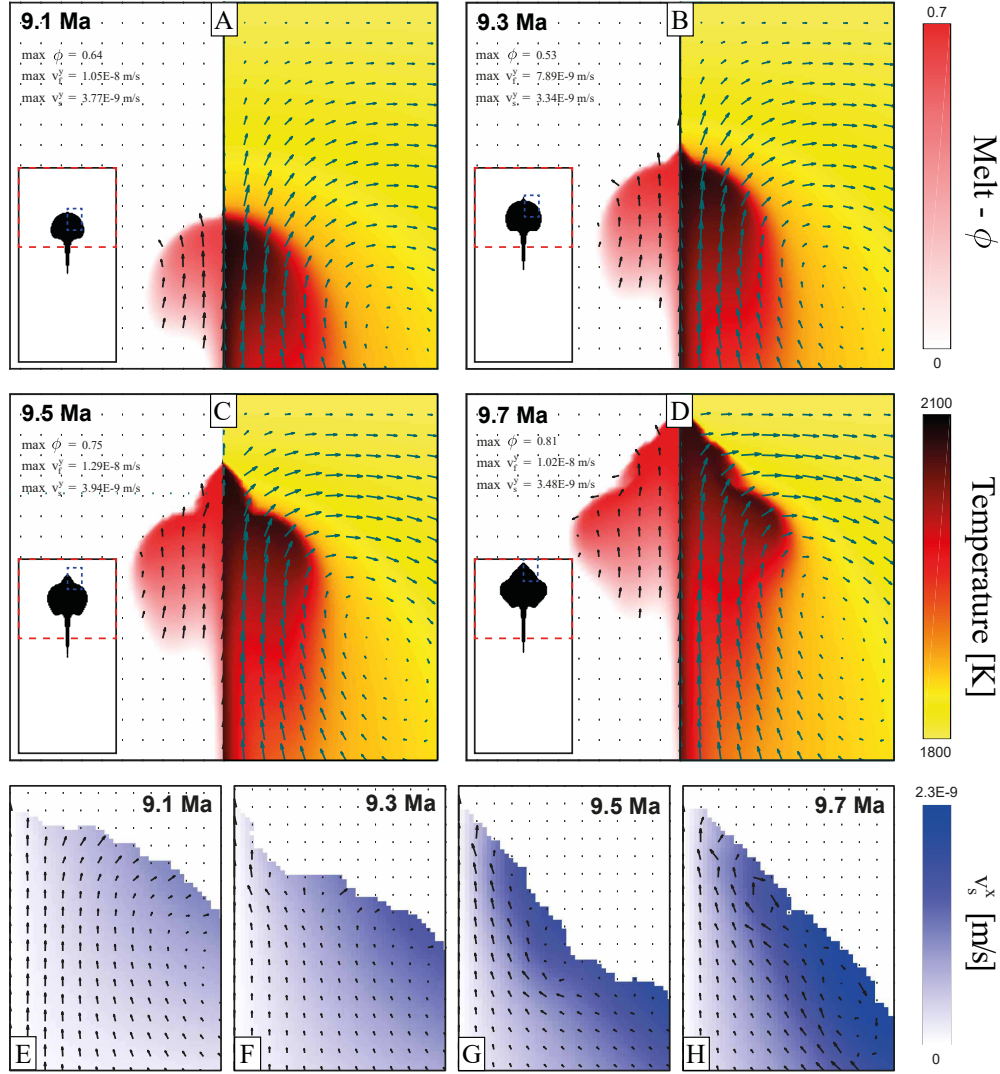 9.1 Ma
A
max ϕ = 0.64
max v_f^y = 1.05E-8 m/s
max v_s^y = 3.77E-9 m/s
9.3 Ma
B
max ϕ = 0.53
max v_f^y = 7.89E-9 m/s
max v_s^y = 3.34E-9 m/s
0.7
Melt - ϕ
0
9.5 Ma
C
max ϕ = 0.75
max v_f^y = 1.29E-8 m/s
max v_s^y = 3.94E-9 m/s
9.7 Ma
D
max ϕ = 0.81
max v_f^y = 1.02E-8 m/s
max v_s^y = 3.48E-9 m/s
2100
Temperature [K]
1800
9.1 Ma
E
9.3 Ma
F
9.5 Ma
G
9.7 Ma
H
2.3E-9
v_s^x [m/s]
0